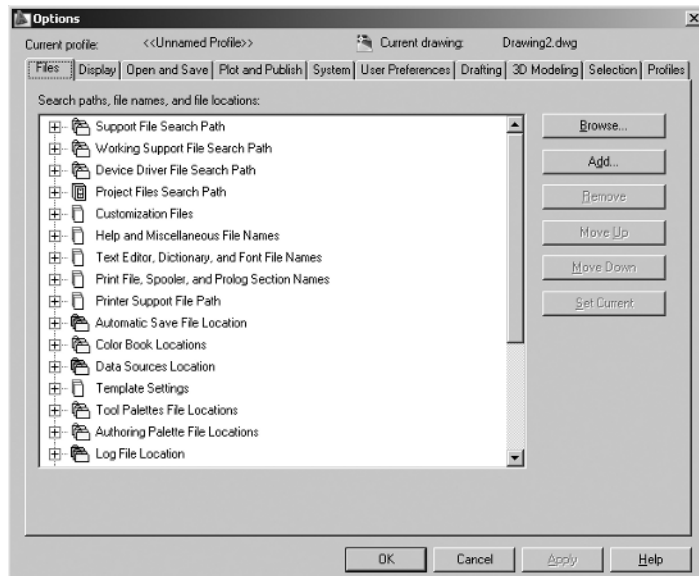 Options
Current profile: <<Unnamed Profile>> Current drawing: Drawing2.dwg
Files Display Open and Save Plot and Publish System User Preferences Drafting 3D Modeling Selection Profiles
Search paths, file names, and file locations:
Support File Search Path
Working Support File Search Path
Device Driver File Search Path
Project Files Search Path
Customization Files
Help and Miscellaneous File Names
Text Editor, Dictionary, and Font File Names
Print File, Spooler, and Prolog Section Names
Printer Support File Path
Automatic Save File Location
Color Book Locations
Data Sources Location
Template Settings
Tool Palettes File Locations
Authoring Palette File Locations
Log File Location
Browse...
Add...
Remove
Move Up
Move Down
Set Current
OK Cancel Apply Help